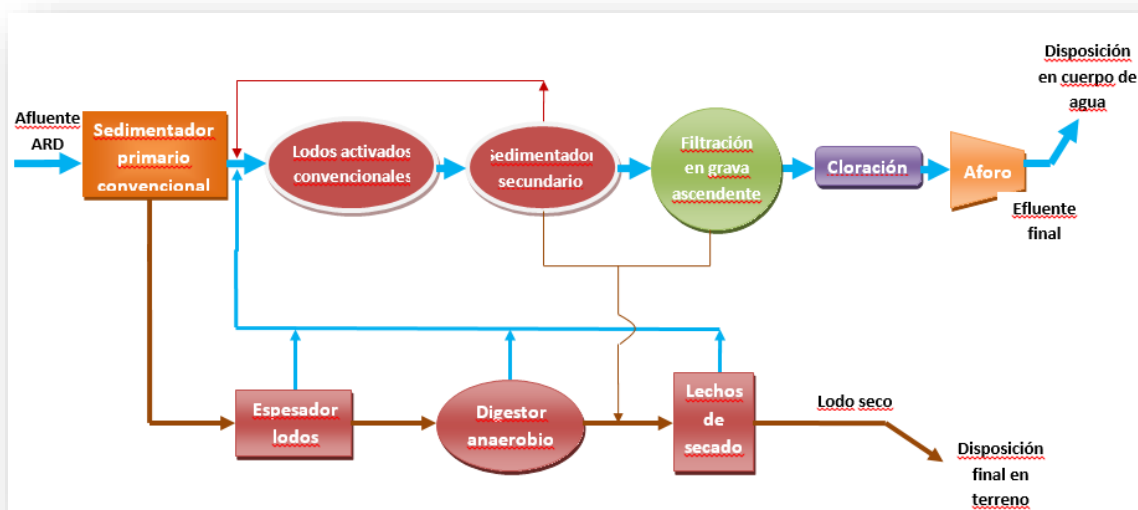 Disposición
en cuerpo de
agua
Afluente
ARD
Sedimentador
primario
convencional
Lodos activados
convencionales
Sedimentador
secundario
Filtración
en grava
ascendente
Cloración
Aforo
Efluente
final
Espesador
lodos
Digestor
anaerobio
Lechos
de
secado
Lodo seco
Disposición
final en
terreno